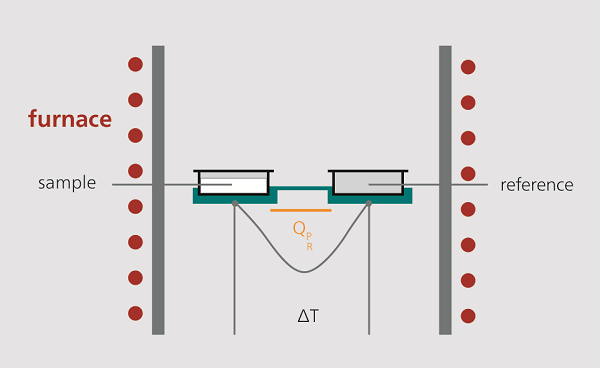 furnace
sample
reference
Q
P
R
ΔT